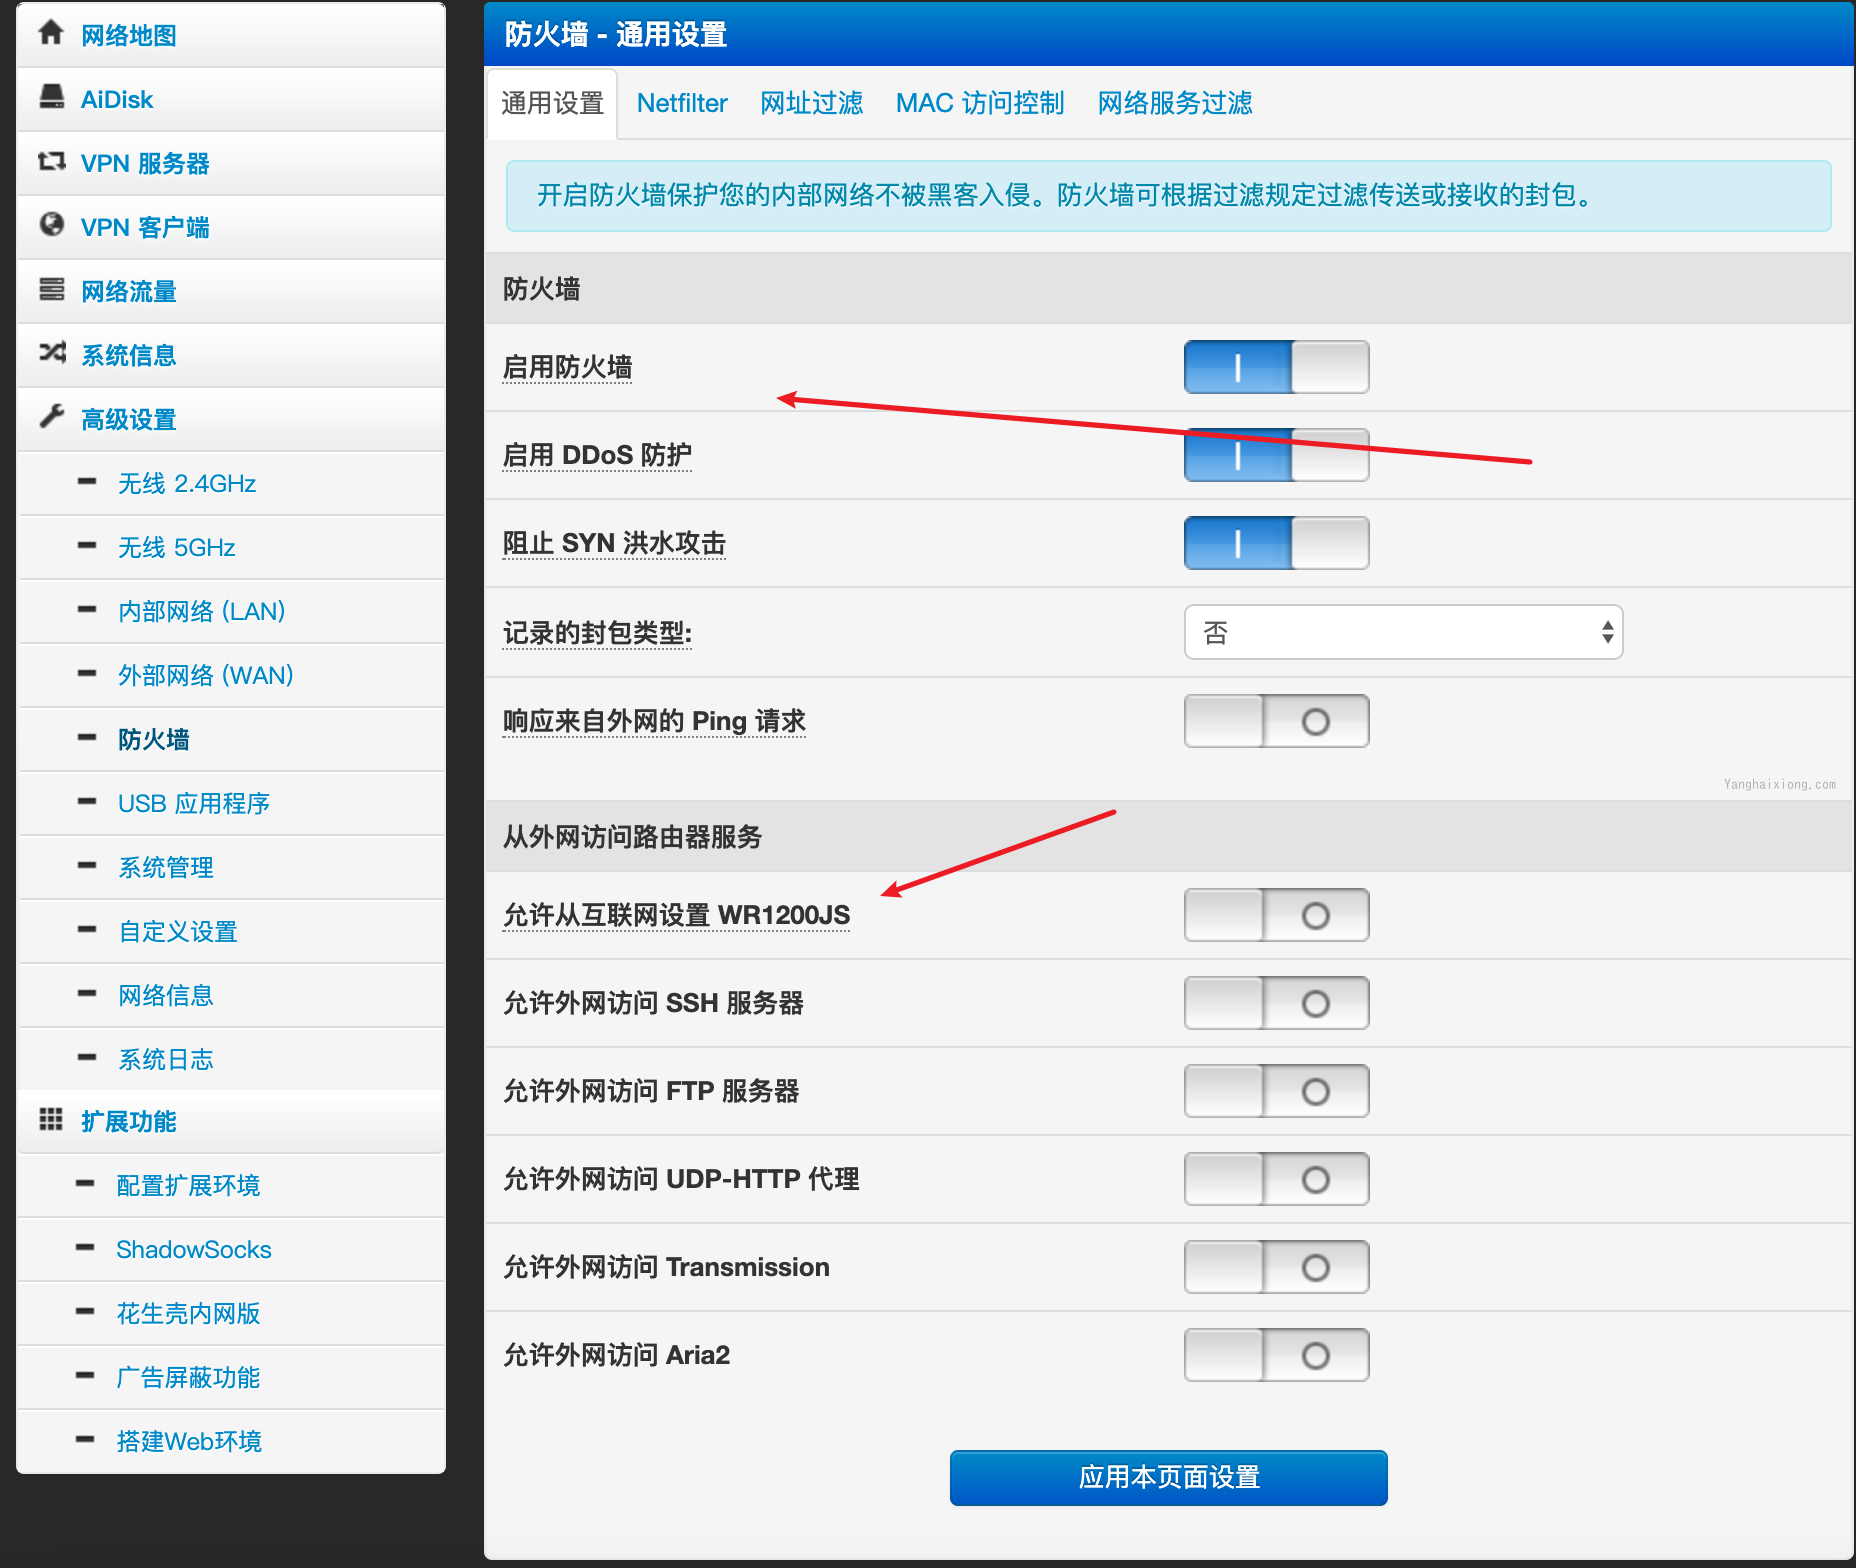 网络地图
AiDisk
VPN 服务器
VPN 客户端
网络流量
系统信息
高级设置
无线 2.4GHz
无线 5GHz
内部网络 (LAN)
外部网络 (WAN)
防火墙
USB 应用程序
系统管理
自定义设置
网络信息
系统日志
扩展功能
配置扩展环境
ShadowSocks
花生壳内网版
广告屏蔽功能
搭建Web环境
防火墙 - 通用设置
通用设置 Netfilter 网址过滤 MAC 访问控制 网络服务过滤
开启防火墙保护您的内部网络不被黑客入侵。防火墙可根据过滤规定过滤传送或接收的封包。
防火墙
启用防火墙
启用 DDoS 防护
阻止 SYN 洪水攻击
记录的封包类型: 否
响应来自外网的 Ping 请求
Yanghaixiong.com
从外网访问路由器服务
允许从互联网设置 WR1200JS
允许外网访问 SSH 服务器
允许外网访问 FTP 服务器
允许外网访问 UDP-HTTP 代理
允许外网访问 Transmission
允许外网访问 Aria2
应用本页面设置